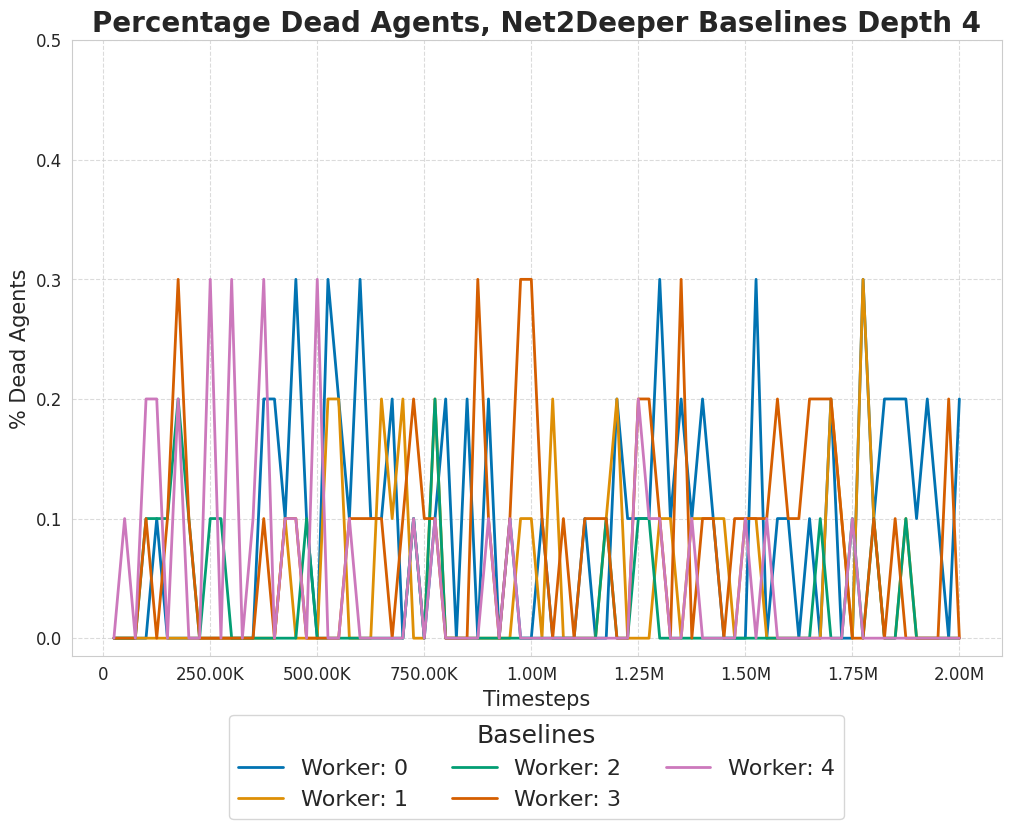 Percentage Dead Agents, Net2Deeper Baselines Depth 4
% Dead Agents
0.5
0.4
0.3
0.2
0.1
0.0
0 250.00K 500.00K 750.00K 1.00M 1.25M 1.50M 1.75M 2.00M
Timesteps
Baselines
Worker: 0 Worker: 2 Worker: 4
Worker: 1 Worker: 3